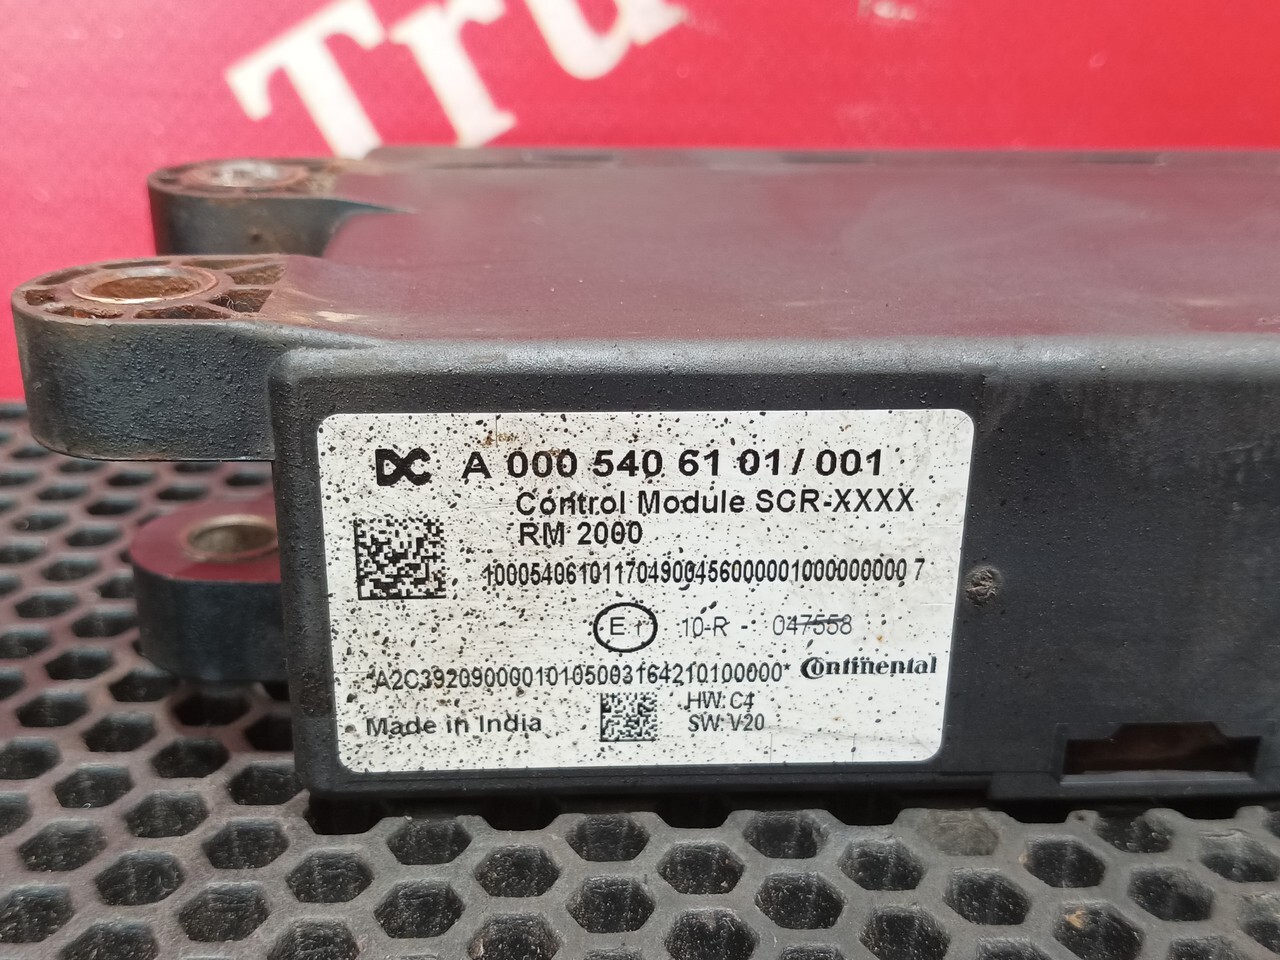 Tru
DC A 000 540 61 01/001
Control Module SCR-XXXX
RM 2000
10005406101170490045600000100000000 7
E1 10-R - 047558
*A2C3920900001010500316421010000* Continental
Made in India
HW: C4
SW: V20